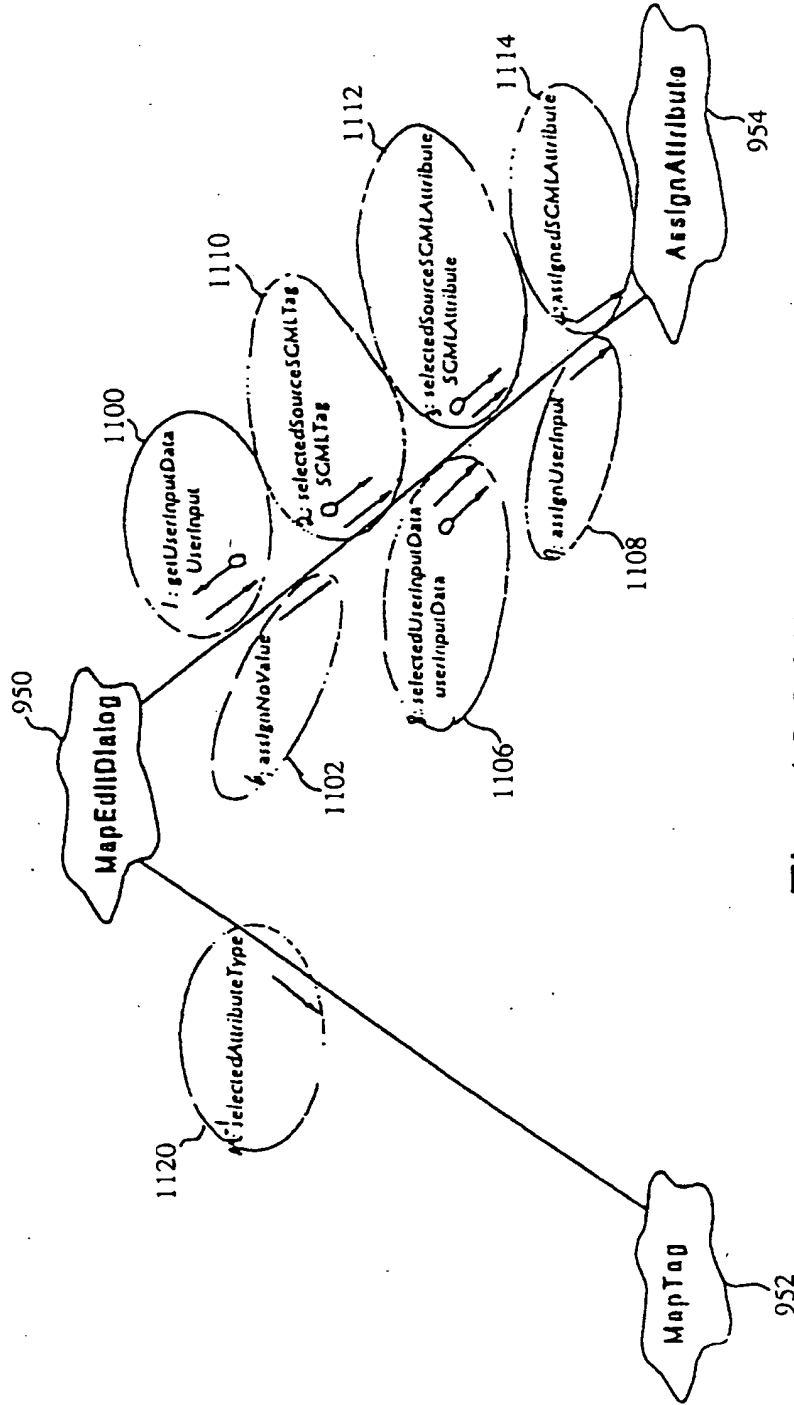 950
MapEditDialog
1100
1: getUserInputData
UserInput
1110
2: selectedSourceSGMLTag
SGMLTag
1112
3: selectedSourceSGMLAttribute
SGMLAttribute
1114
assignedSGMLAttribute
AssignAttribute
954
assignNoValue
1102
8: selectedUserInputData
userInputData
1106
assignUserInput
1108
selectedAttributeType
1120
MapTag
952